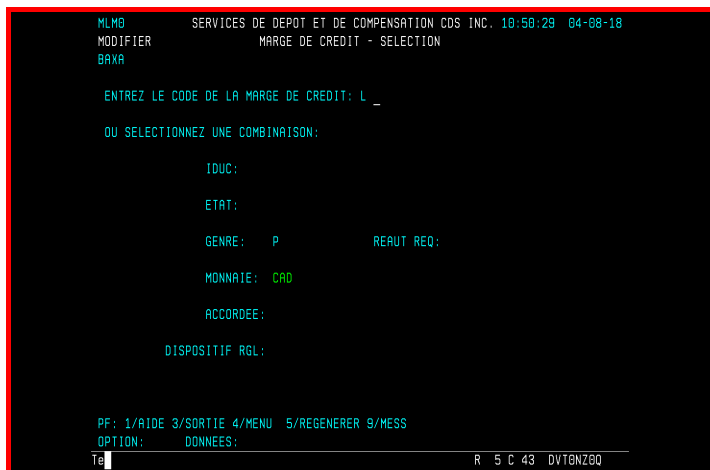 MLM0 SERVICES DE DEPOT ET DE COMPENSATION CDS INC. 10:50:29 04-08-18
MODIFIER MARGE DE CREDIT - SELECTION
BAXA
ENTREZ LE CODE DE LA MARGE DE CREDIT: L _
OU SELECTIONNEZ UNE COMBINAISON:
IDUC:
ETAT:
GENRE: P REAUT REQ:
MONNAIE: CAD
ACCORDEE:
DISPOSITIF RGL:
PF: 1/AIDE 3/SORTIE 4/MENU 5/REGENERER 9/MESS
OPTION: DONNEES:
Te R 5 C 43 DVT0NZ0Q